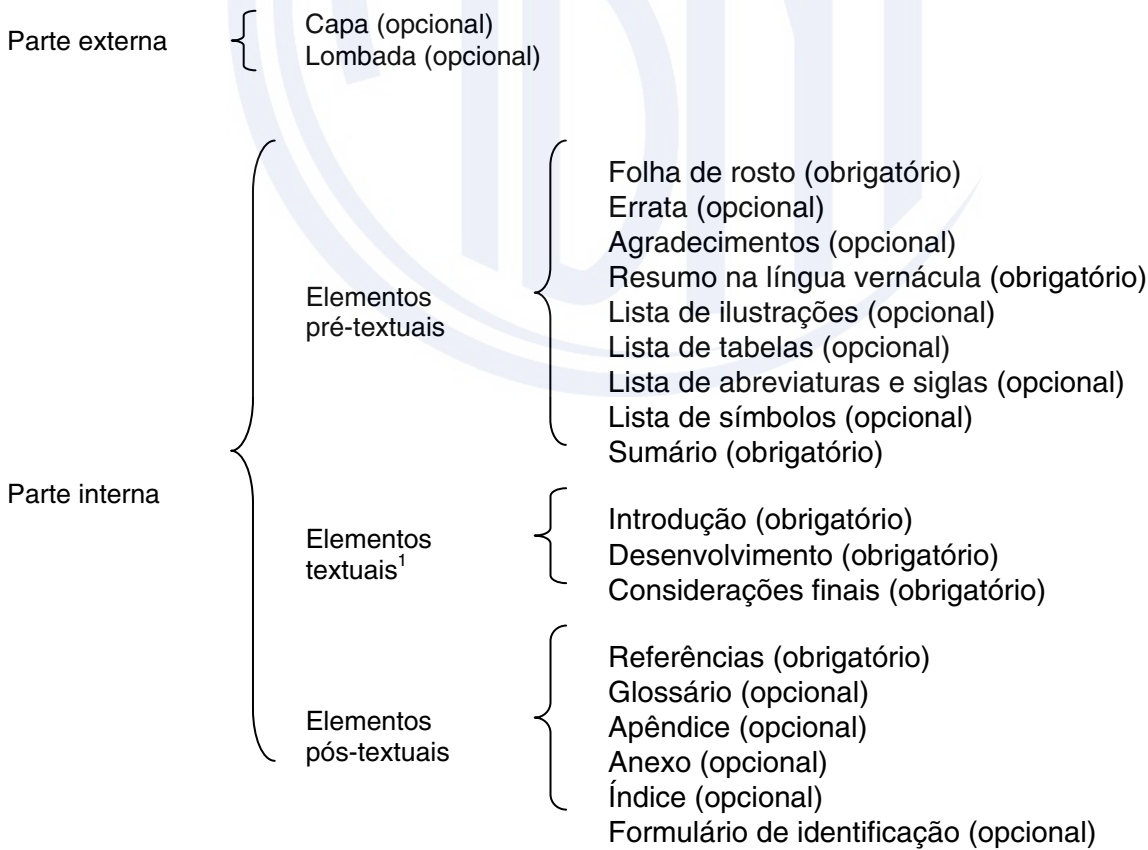 Parte externa
Capa (opcional)
Lombada (opcional)
Parte interna
Elementos
pré-textuais
Folha de rosto (obrigatório)
Errata (opcional)
Agradecimentos (opcional)
Resumo na língua vernácula (obrigatório)
Lista de ilustrações (opcional)
Lista de tabelas (opcional)
Lista de abreviaturas e siglas (opcional)
Lista de símbolos (opcional)
Sumário (obrigatório)
Elementos
textuais¹
Introdução (obrigatório)
Desenvolvimento (obrigatório)
Considerações finais (obrigatório)
Elementos
pós-textuais
Referências (obrigatório)
Glossário (opcional)
Apêndice (opcional)
Anexo (opcional)
Índice (opcional)
Formulário de identificação (opcional)